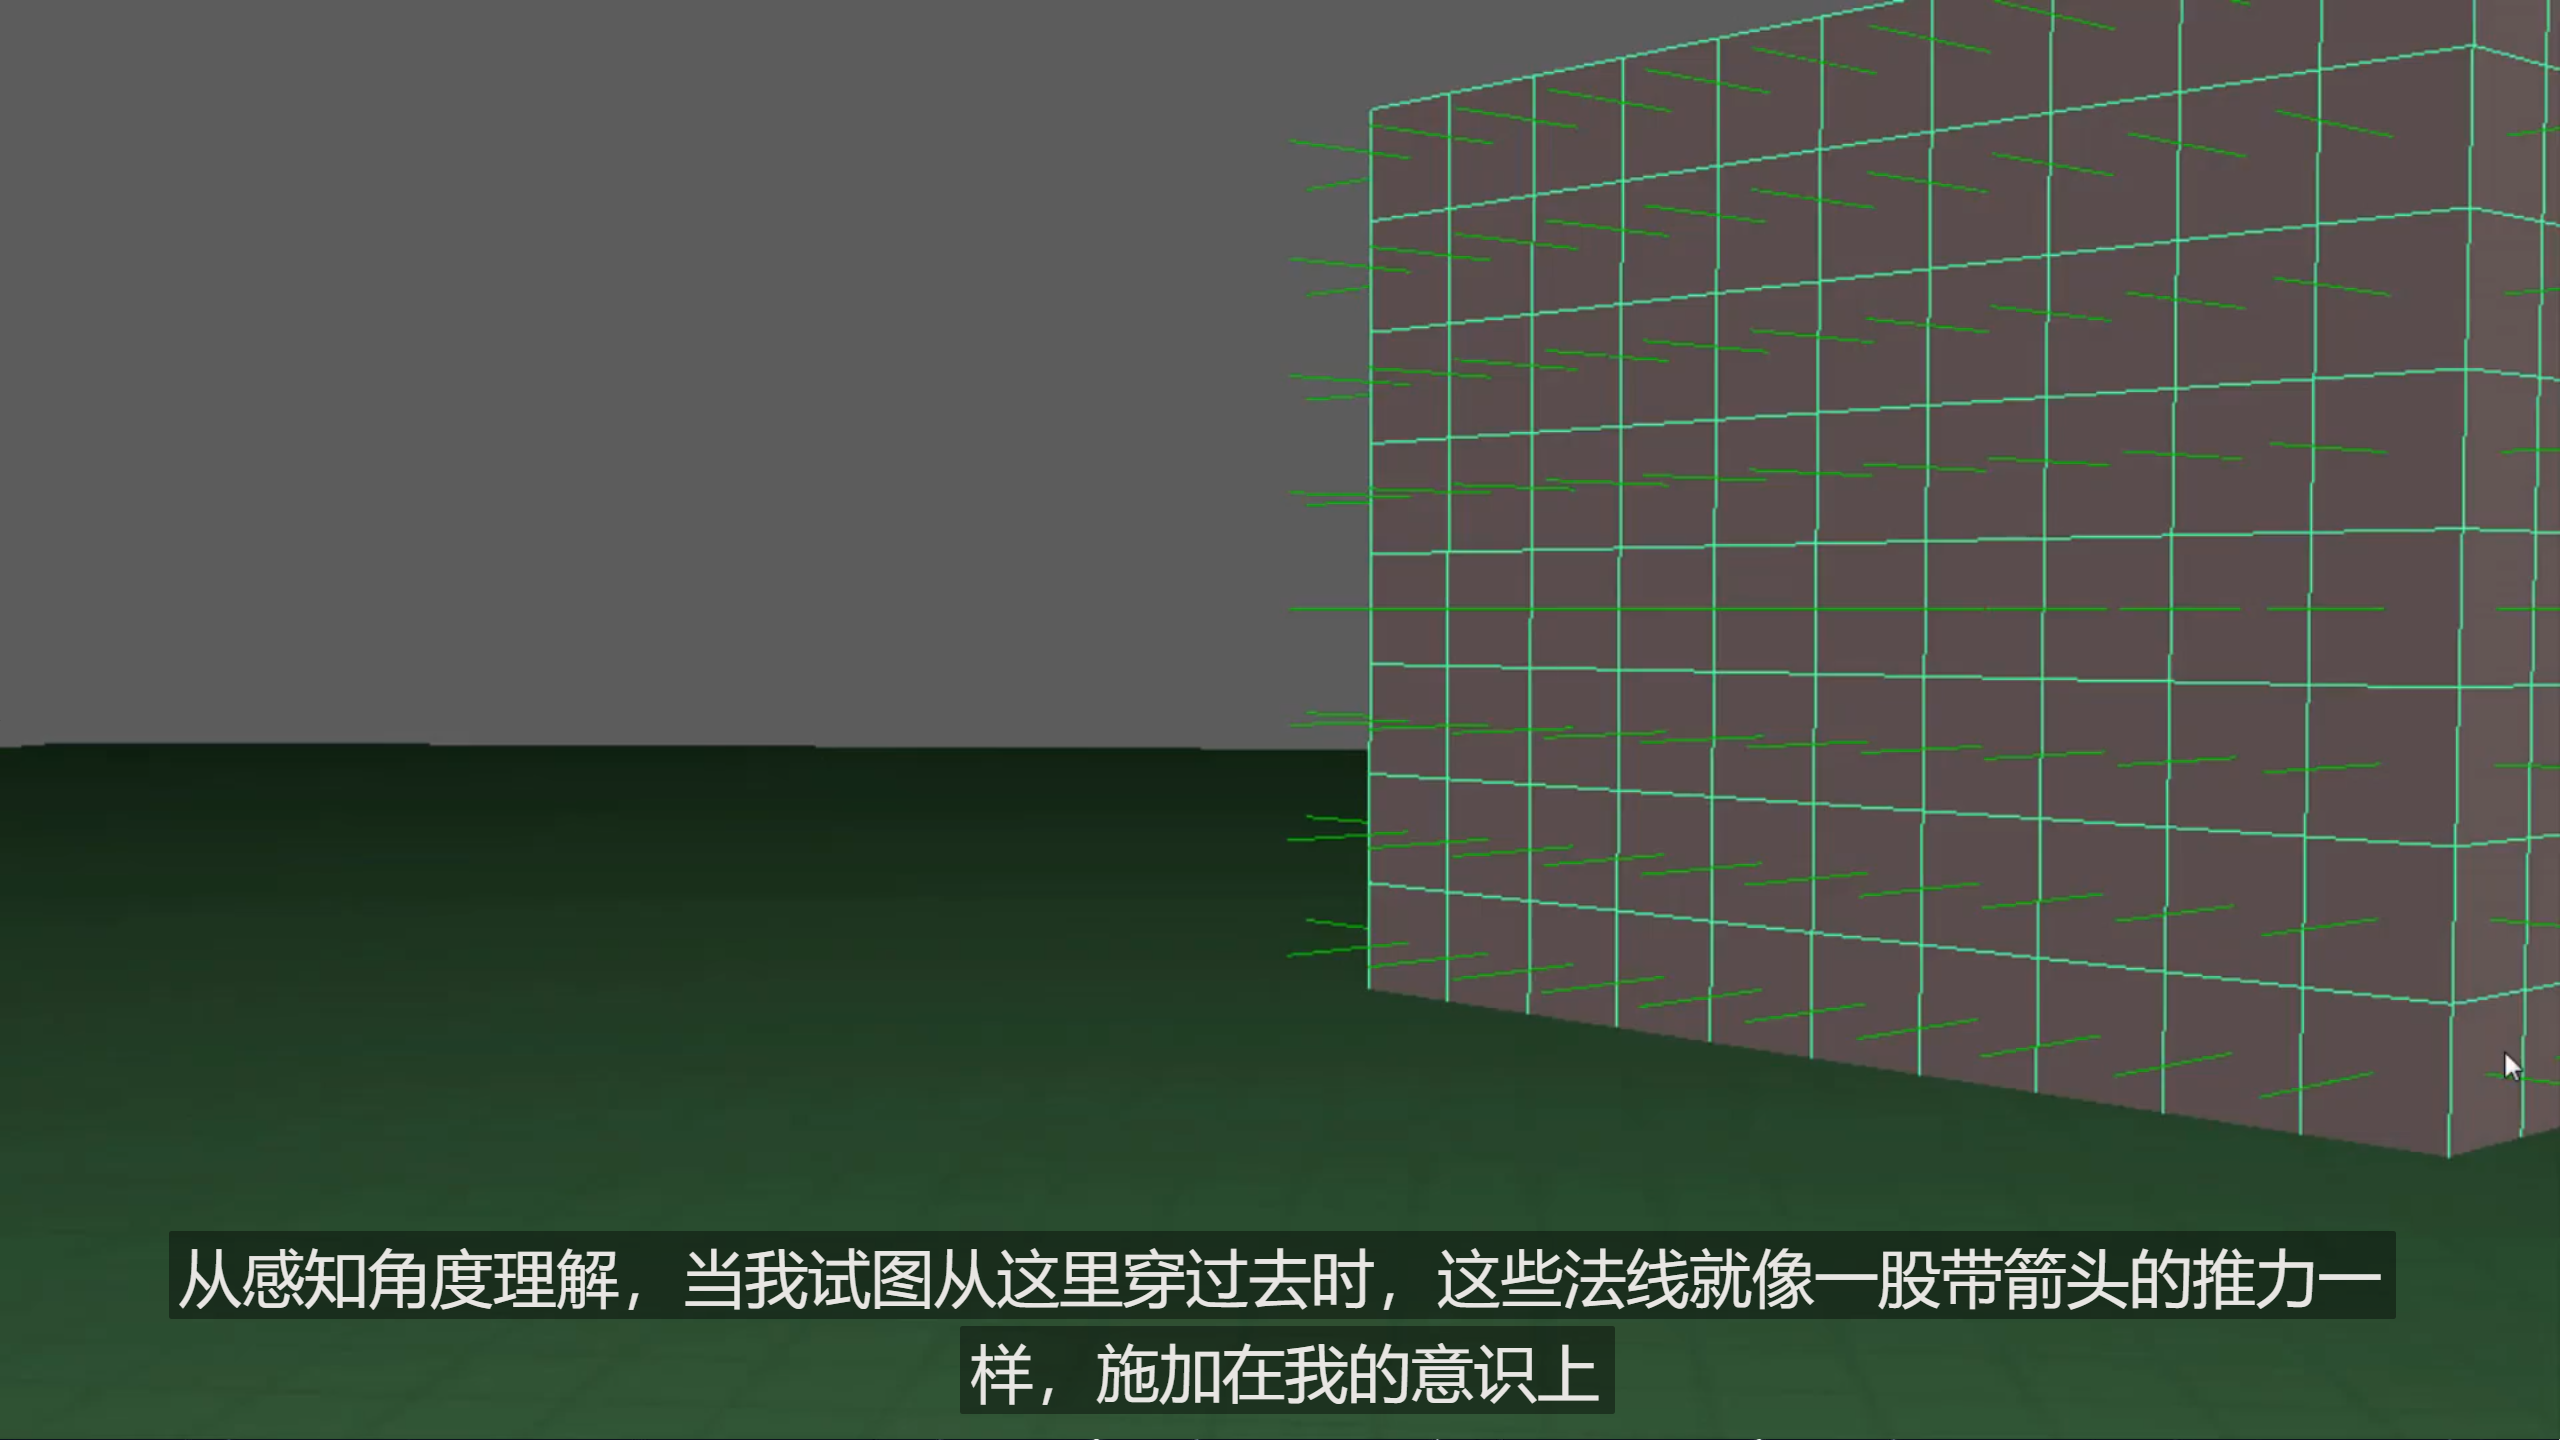 从感知角度理解，当我试图从这里穿过去时，这些法线就像一股带箭头的推力一
样，施加在我的意识上